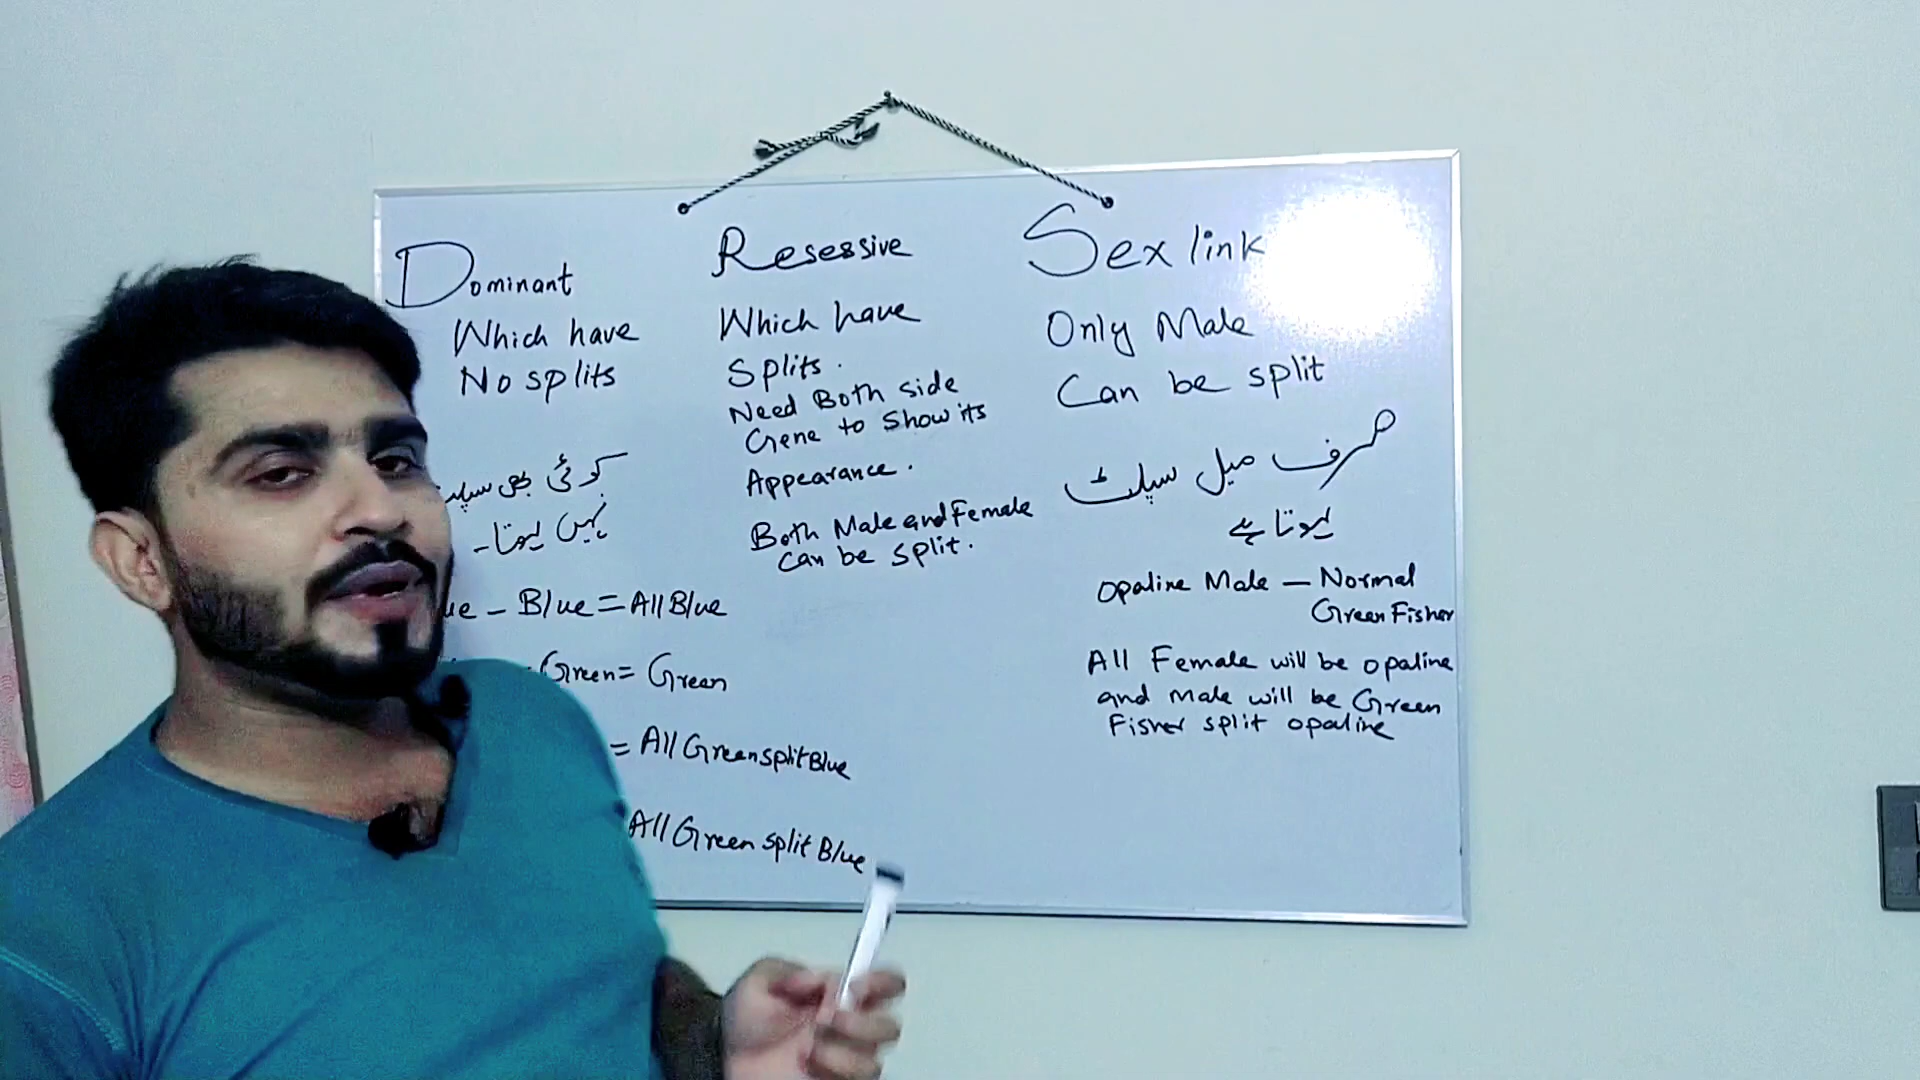 Dominant
Which have
No splits
کوئی بھی
نہیں ہوتا۔
- Blue = All Blue
Green = Green
= All Green split Blue
All Green split Blue
Resessive
Which have
Splits.
Need Both side
Gene to Show its
Appearance.
Both Male and Female
Can be split.
Sex link
Only Male
Can be split
صرف میل سپلٹ
ہوتا ہے
Opaline Male — Normal
Green Fisher
All Female will be opaline
and male will be Green
Fisher split opaline